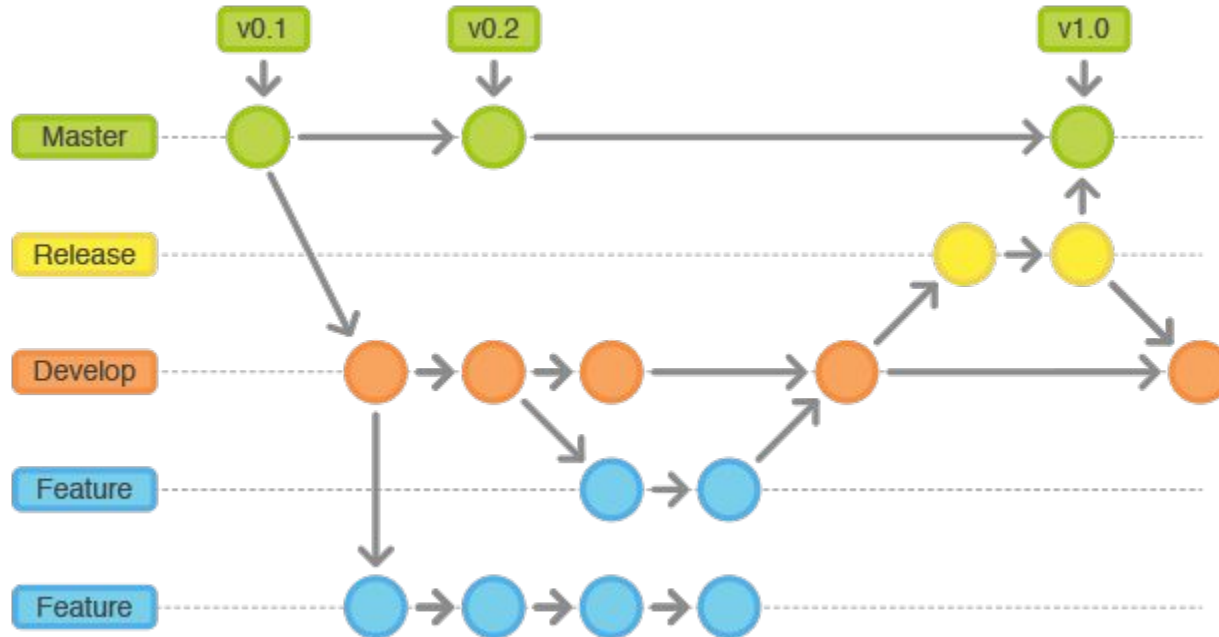 v0.1
v0.2
v1.0
Master
Release
Develop
Feature
Feature